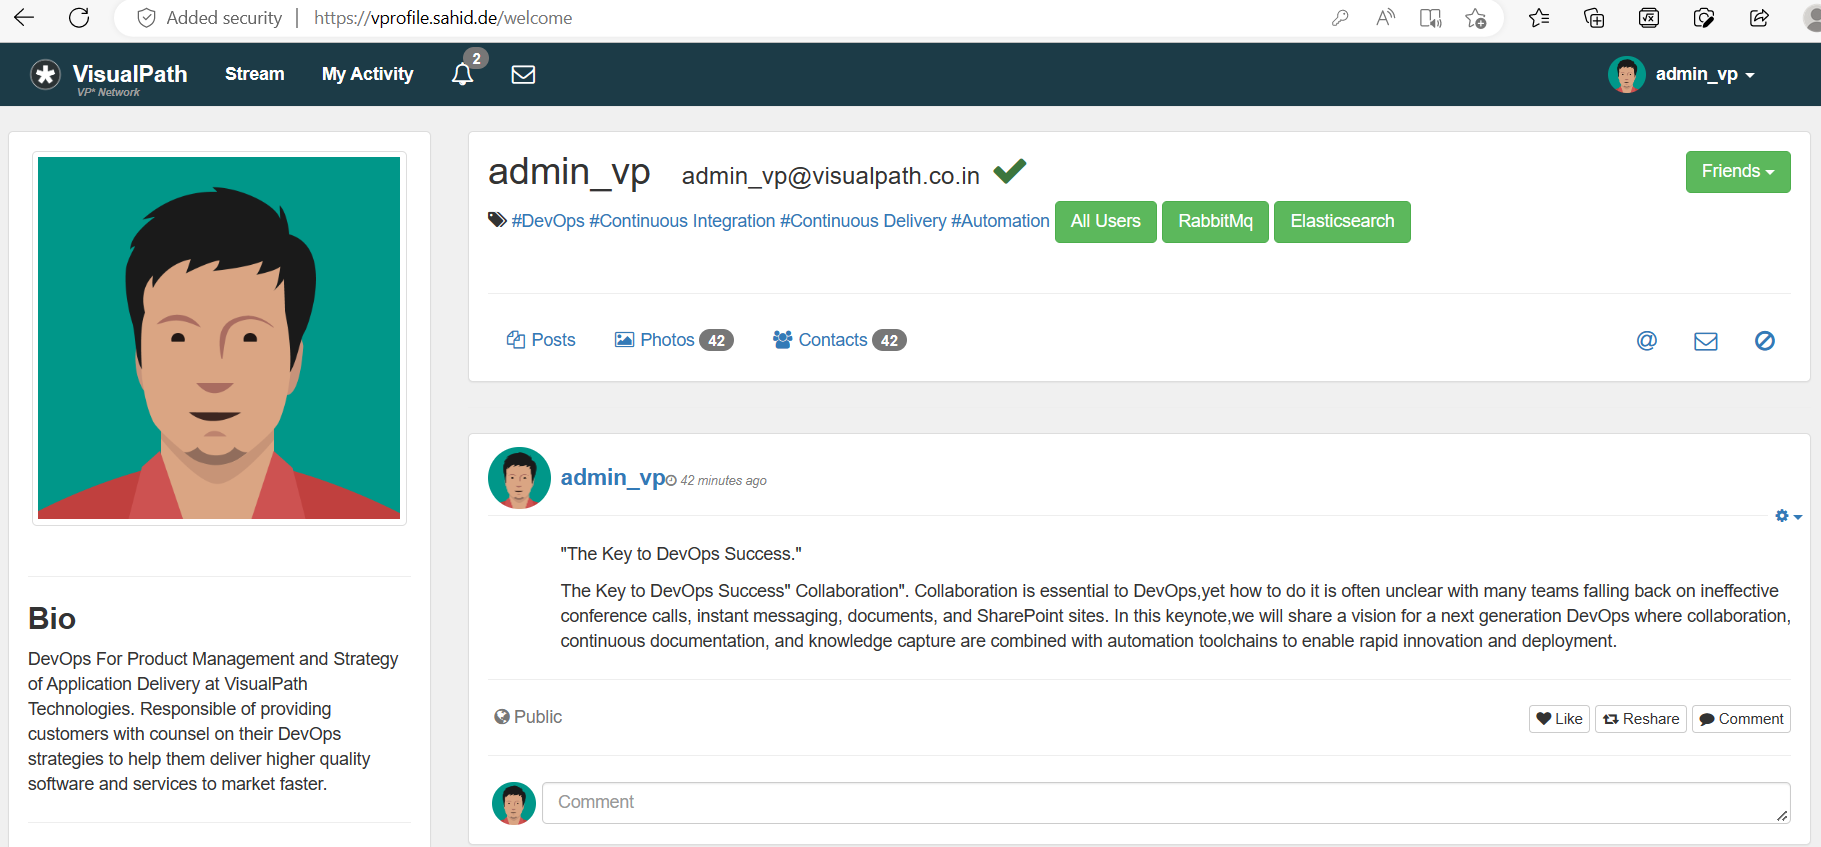 Added security | https://vprofile.sahid.de/welcome
VisualPath
VP* Network
Stream
My Activity
2
admin_vp
admin_vp admin_vp@visualpath.co.in
Friends
#DevOps #Continuous Integration #Continuous Delivery #Automation All Users RabbitMq Elasticsearch
Posts Photos 42 Contacts 42
@
admin_vp 42 minutes ago
"The Key to DevOps Success."
The Key to DevOps Success" Collaboration". Collaboration is essential to DevOps,yet how to do it is often unclear with many teams falling back on ineffective
conference calls, instant messaging, documents, and SharePoint sites. In this keynote,we will share a vision for a next generation DevOps where collaboration,
continuous documentation, and knowledge capture are combined with automation toolchains to enable rapid innovation and deployment.
Public
Like Reshare Comment
Comment
Bio
DevOps For Product Management and Strategy
of Application Delivery at VisualPath
Technologies. Responsible of providing
customers with counsel on their DevOps
strategies to help them deliver higher quality
software and services to market faster.